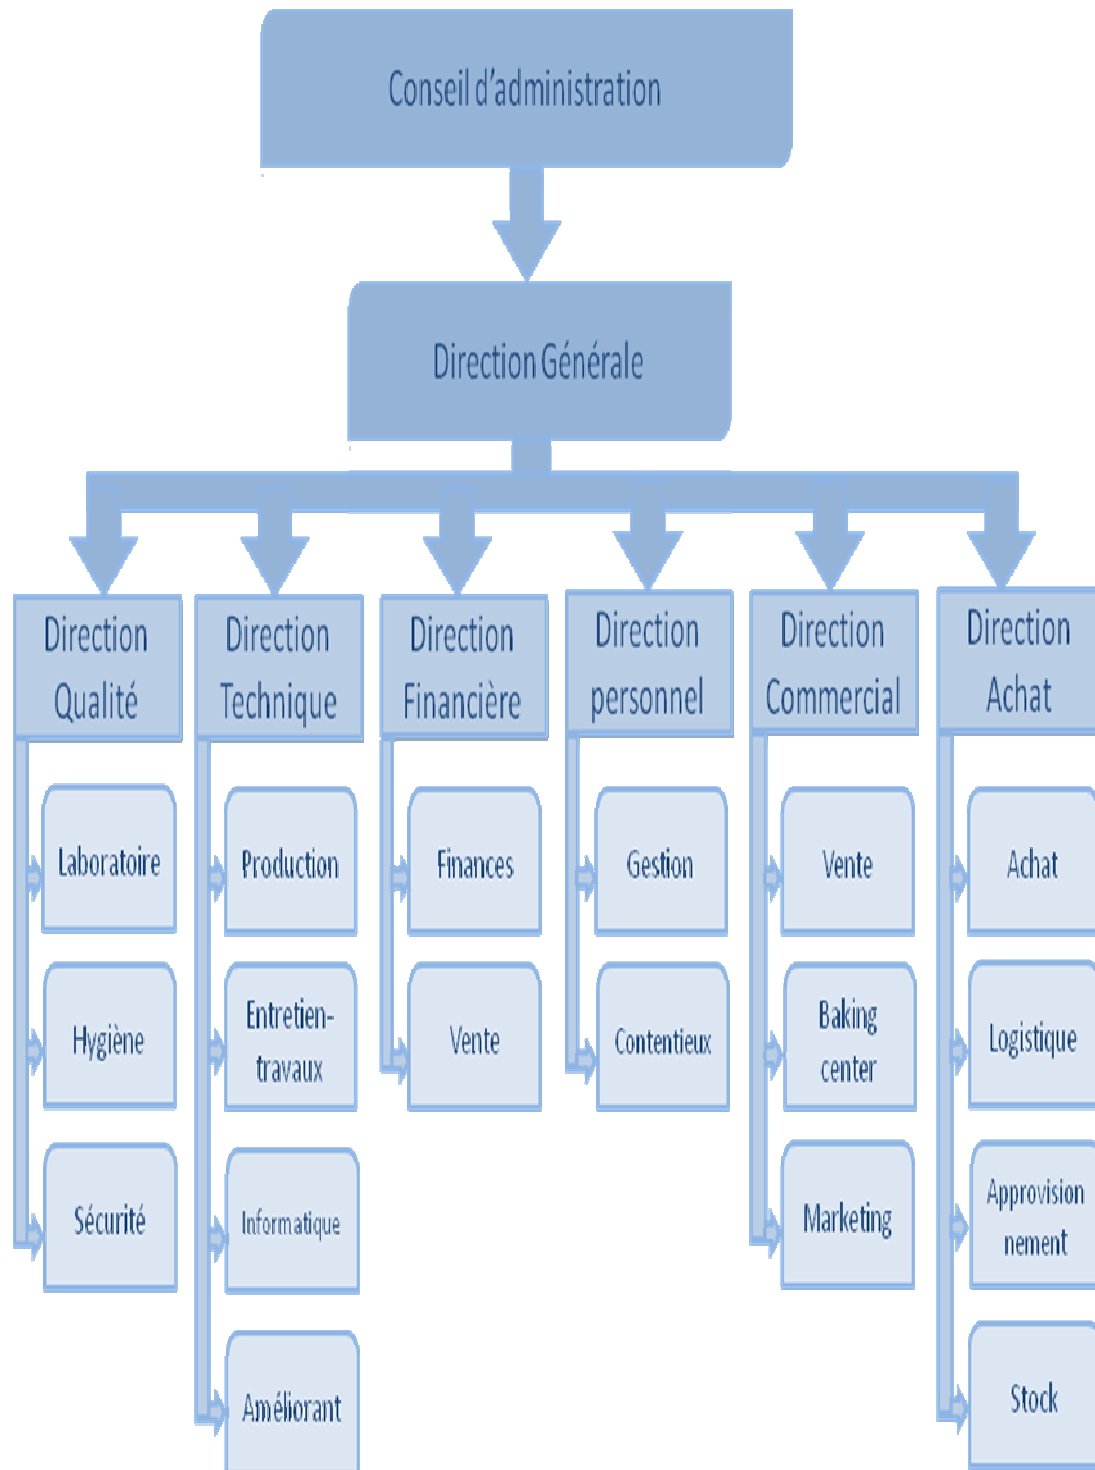 Conseil d'administration
Direction Générale
Direction
Qualité
Direction
Technique
Direction
Financière
Direction
personnel
Direction
Commercial
Direction
Achat
Laboratoire
Production
Finances
Gestion
Vente
Achat
Hygiène
Entretien-
travaux
Vente
Contentieux
Baking
center
Logistique
Sécurité
Informatique
Marketing
Approvision
nement
Améliorant
Stock